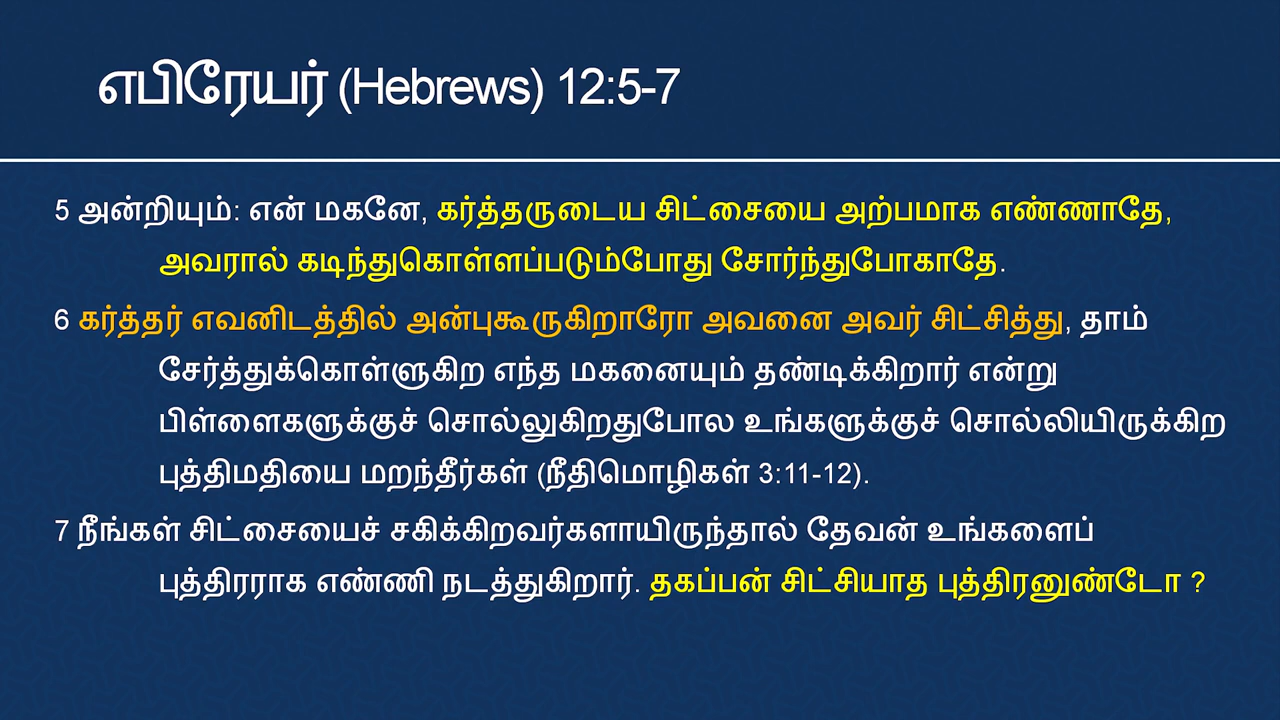 எபிரேயர் (Hebrews) 12:5-7
5 அன்றியும்: என் மகனே, கர்த்தருடைய சிட்சையை அற்பமாக எண்ணாதே,
அவரால் கடிந்துகொள்ளப்படும்போது சோர்ந்துபோகாதே.
6 கர்த்தர் எவனிடத்தில் அன்புகூருகிறாரோ அவனை அவர் சிட்சித்து, தாம்
சேர்த்துக்கொள்ளுகிற எந்த மகனையும் தண்டிக்கிறார் என்று
பிள்ளைகளுக்குச் சொல்லுகிறதுபோல உங்களுக்குச் சொல்லியிருக்கிற
புத்திமதியை மறந்தீர்கள் (நீதிமொழிகள் 3:11-12).
7 நீங்கள் சிட்சையைச் சகிக்கிறவர்களாயிருந்தால் தேவன் உங்களைப்
புத்திரராக எண்ணி நடத்துகிறார். தகப்பன் சிட்சியாத புத்திரனுண்டோ ?